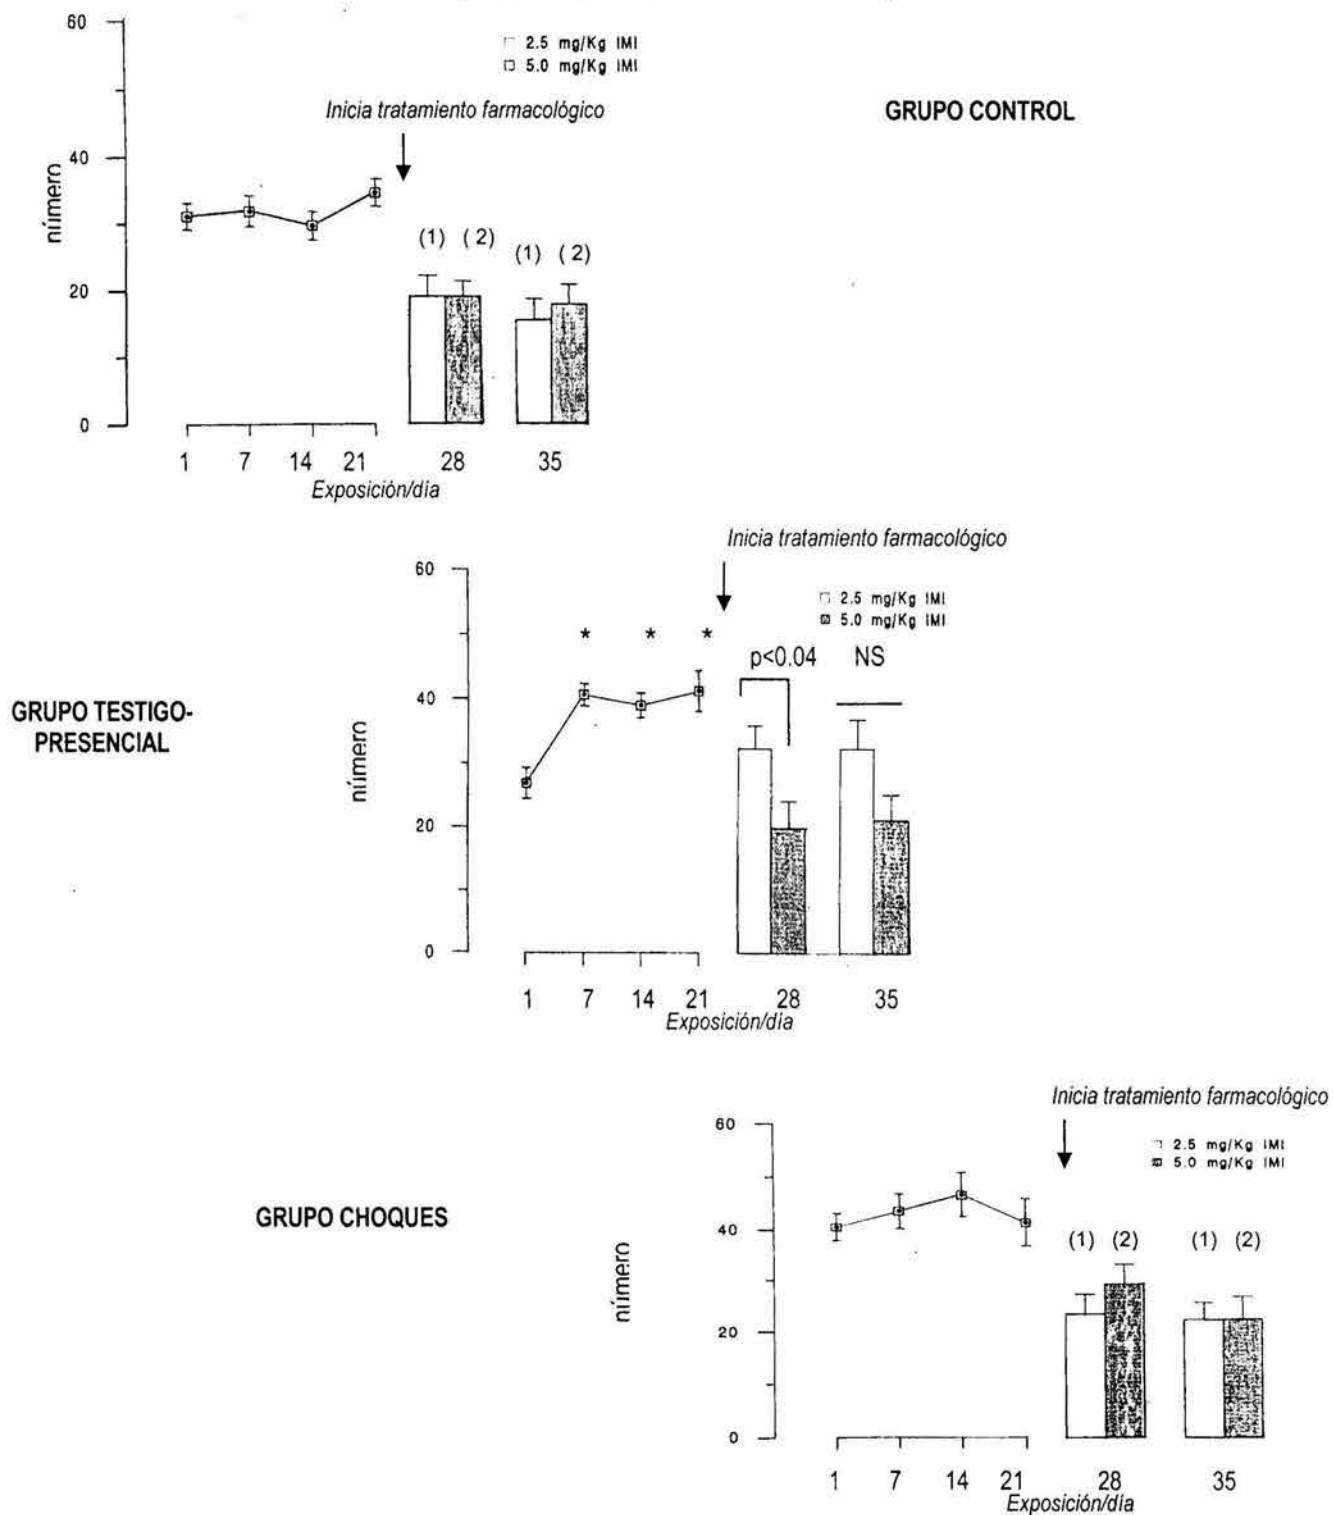 60
2.5 mg/Kg IMI
5.0 mg/Kg IMI
Inicia tratamiento farmacológico
GRUPO CONTROL
40
número
(1) (2) (1) (2)
20
0
1 7 14 21 28 35
Exposición/día
Inicia tratamiento farmacológico
60
2.5 mg/Kg IMI
5.0 mg/Kg IMI
* * *
p<0.04 NS
40
GRUPO TESTIGO-
PRESENCIAL
número
20
0
1 7 14 21 28 35
Exposición/día
Inicia tratamiento farmacológico
60
2.5 mg/Kg IMI
5.0 mg/Kg IMI
GRUPO CHOQUES
40
(1) (2) (1) (2)
número
20
0
1 7 14 21 28 35
Exposición/día